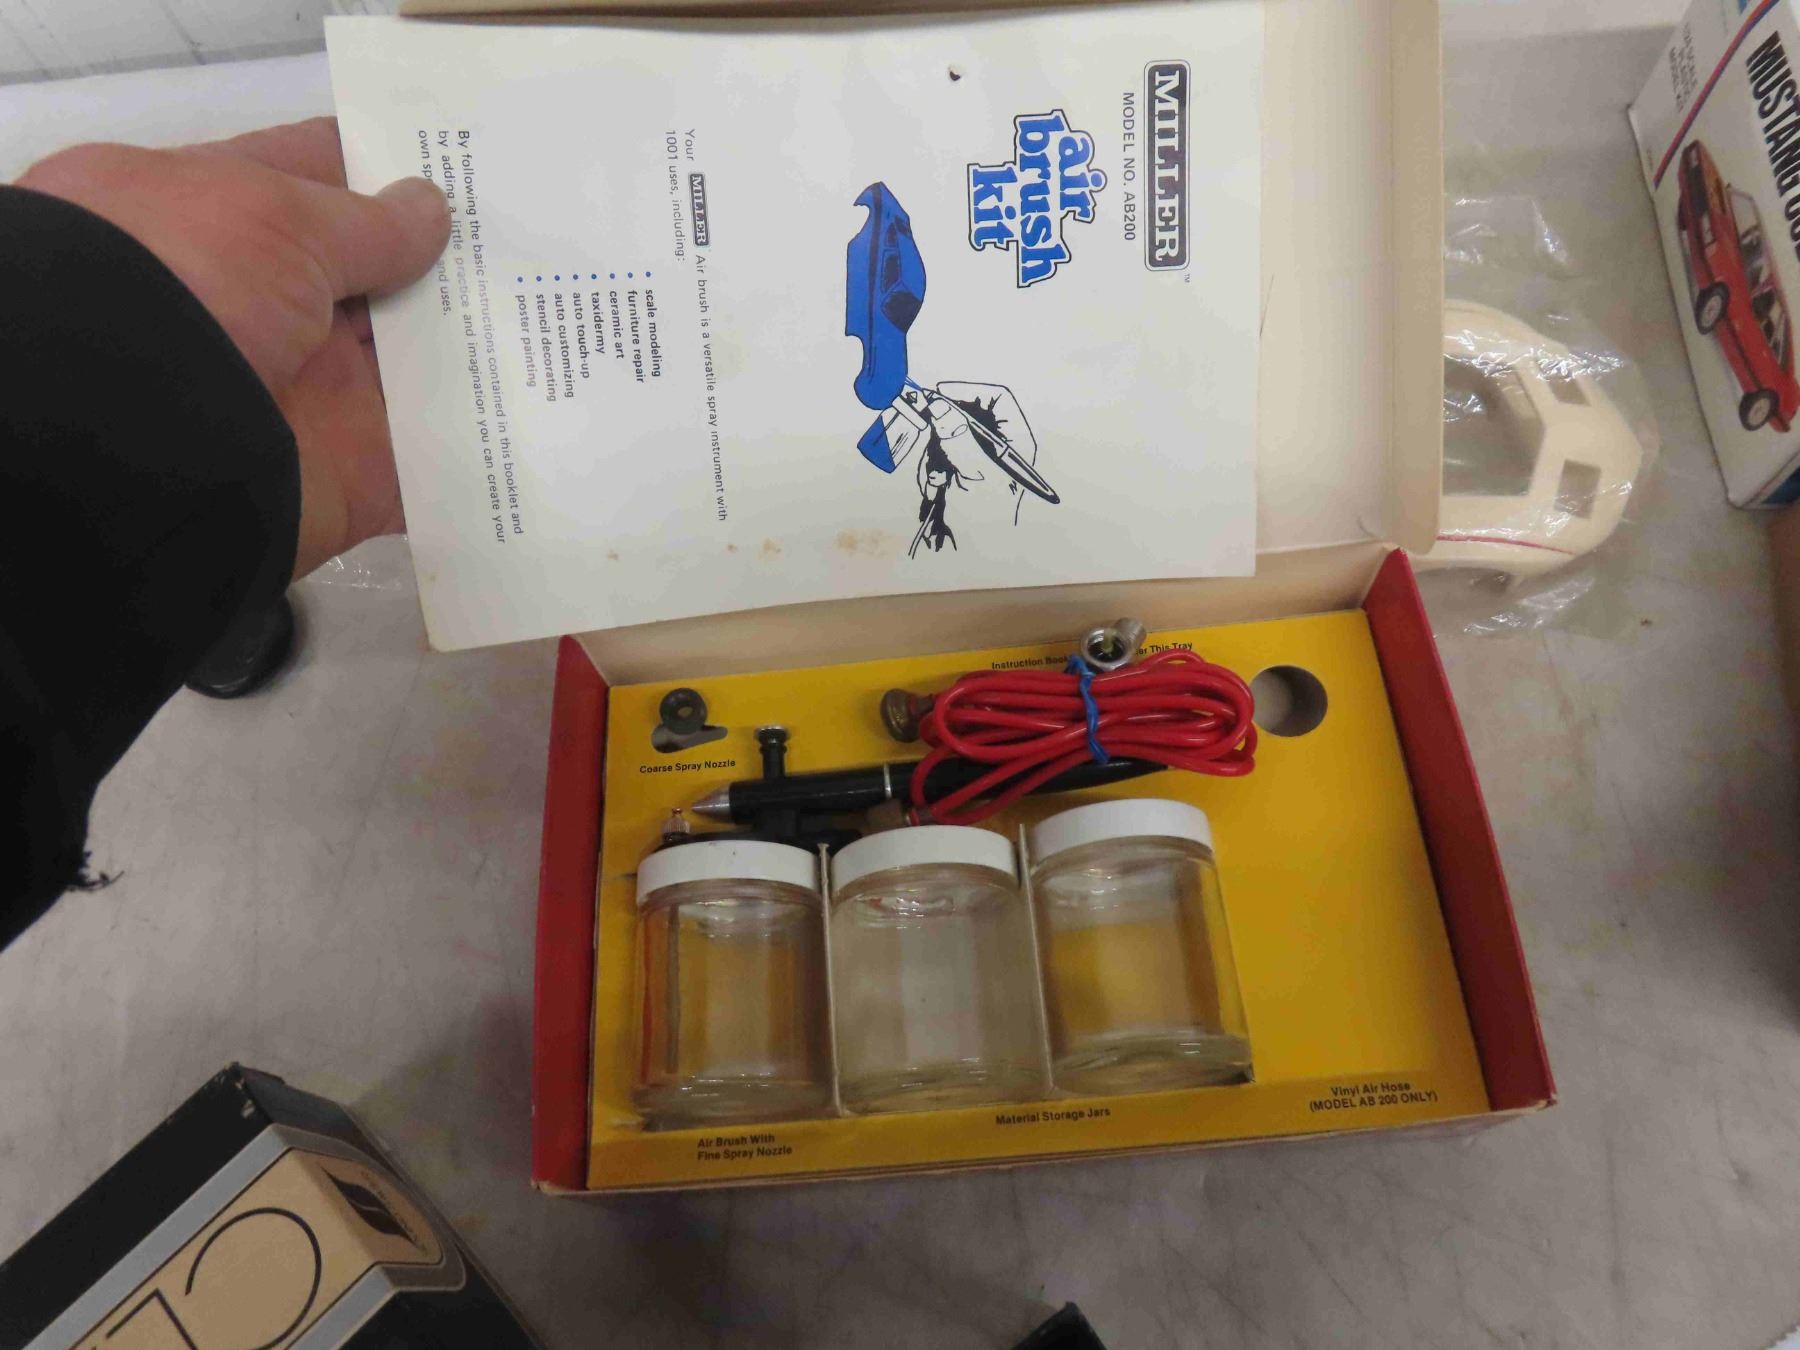 MILLER™
MODEL NO. AB200
air
brush
kit
Your MILLER Air brush is a versatile spray instrument with
1001 uses, including:
• scale modeling
• furniture repair
• ceramic art
• taxidermy
• auto touch-up
• auto customizing
• stencil decorating
• poster painting
By following the basic instructions contained in this booklet and
by adding a little practice and imagination you can create your
own and uses.
Instruction This Tray
Coarse Spray Nozzle
Air Brush With
Fine Spray Nozzle
Material Storage Jars
Vinyl Air Hose
(MODEL AB 200 ONLY)
MUSTANG